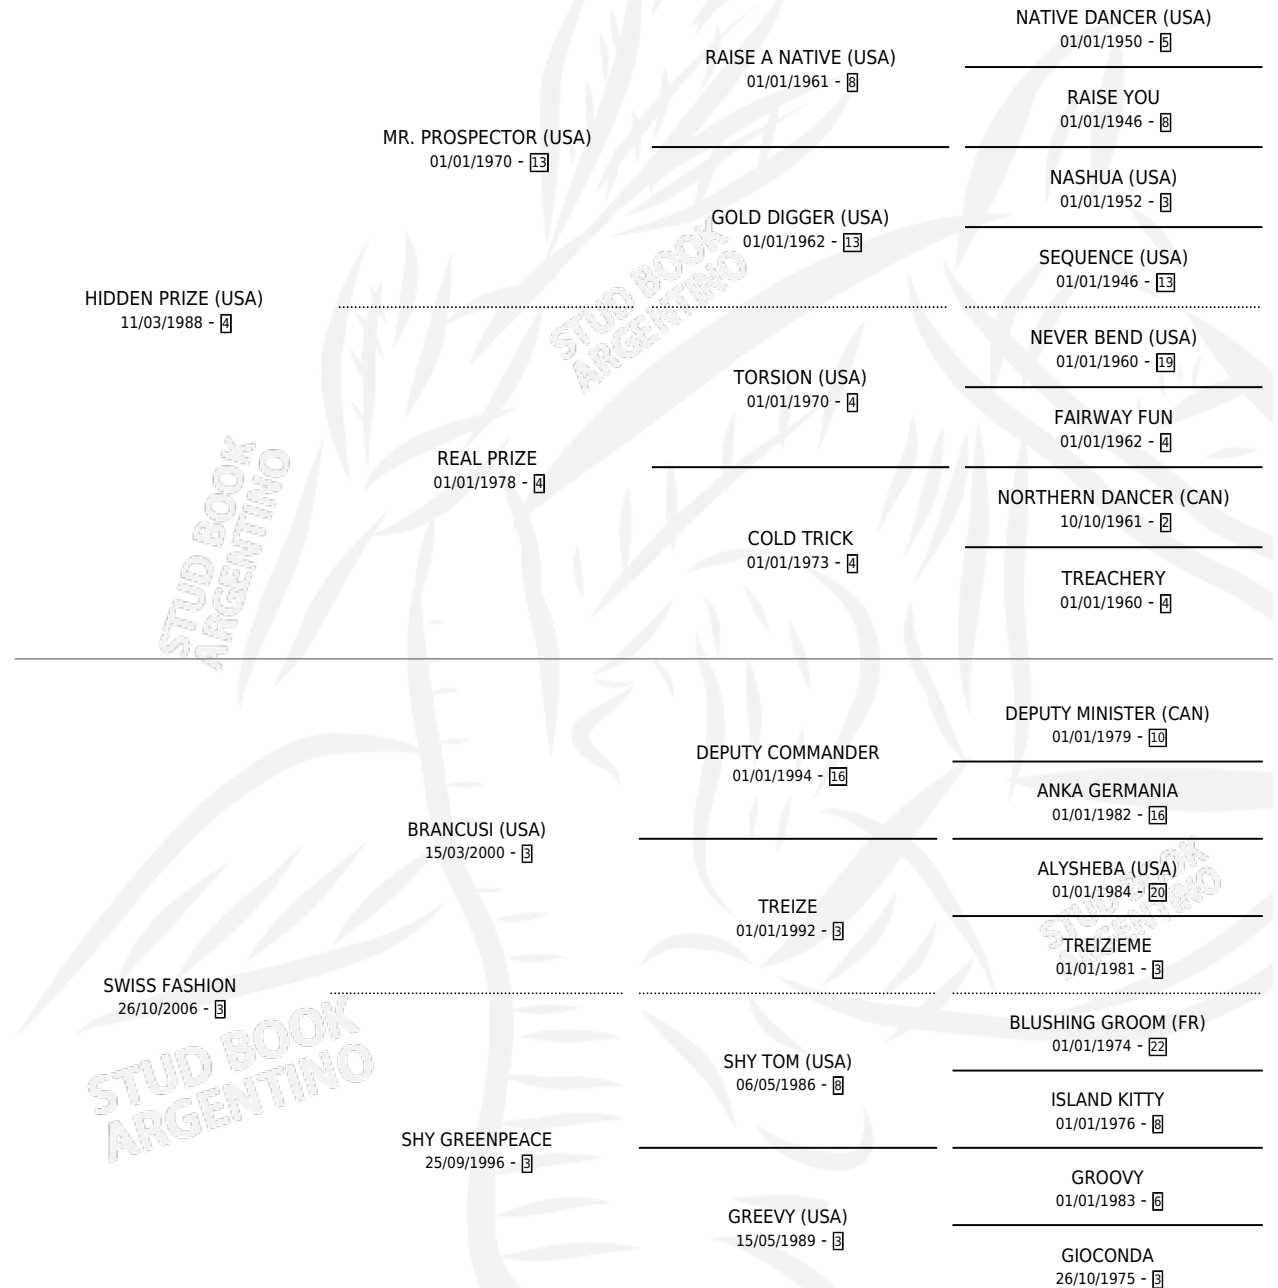 NATIVE DANCER (USA)
01/01/1950 - 5
RAISE A NATIVE (USA)
01/01/1961 - 8
RAISE YOU
01/01/1946 - 8
MR. PROSPECTOR (USA)
01/01/1970 - 13
NASHUA (USA)
01/01/1952 - 3
GOLD DIGGER (USA)
01/01/1962 - 13
SEQUENCE (USA)
01/01/1946 - 13
HIDDEN PRIZE (USA)
11/03/1988 - 4
NEVER BEND (USA)
01/01/1960 - 19
TORSION (USA)
01/01/1970 - 4
FAIRWAY FUN
01/01/1962 - 4
REAL PRIZE
01/01/1978 - 4
NORTHERN DANCER (CAN)
10/10/1961 - 2
COLD TRICK
01/01/1973 - 4
TREACHERY
01/01/1960 - 4
STUD BOOK
ARGENTINO
STUD BOOK
ARGENTINO
DEPUTY MINISTER (CAN)
01/01/1979 - 10
DEPUTY COMMANDER
01/01/1994 - 16
ANKA GERMANIA
01/01/1982 - 16
BRANCUSI (USA)
15/03/2000 - 3
ALYSHEBA (USA)
01/01/1984 - 20
TREIZE
01/01/1992 - 3
TREIZIEME
01/01/1981 - 3
SWISS FASHION
26/10/2006 - 3
BLUSHING GROOM (FR)
01/01/1974 - 22
SHY TOM (USA)
06/05/1986 - 8
ISLAND KITTY
01/01/1976 - 8
SHY GREENPEACE
25/09/1996 - 3
GROOVY
01/01/1983 - 6
GREEVY (USA)
15/05/1989 - 3
GIOCONDA
26/10/1975 - 3
STUD BOOK
ARGENTINO
STUD BOOK
ARGENTINO